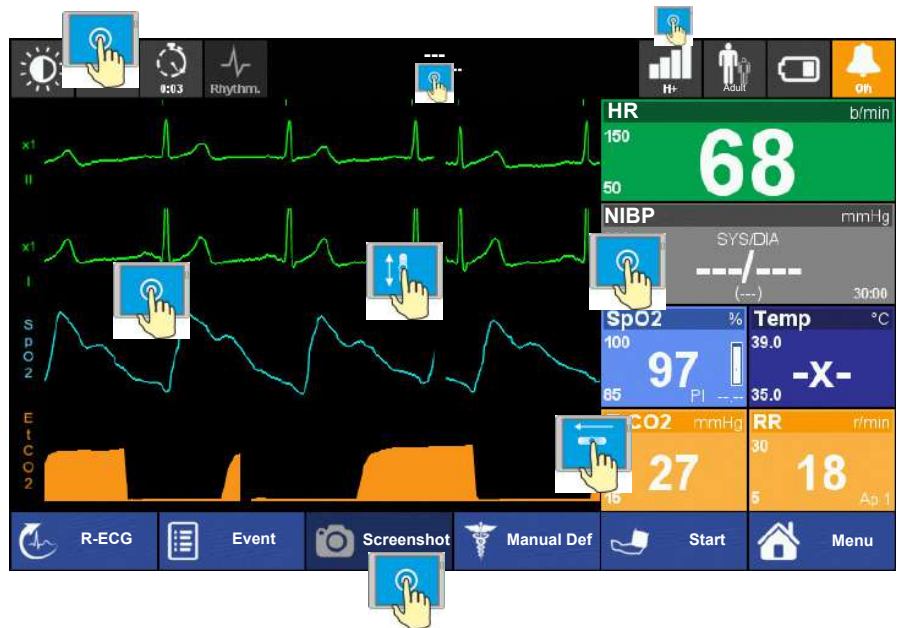 ---
0:03
Rhythm.
H+
Adult
HR b/min
150
68
50
NIBP mmHg
SYS/DIA
---/---
(---)
30:00
SpO2 %
100
97
85
PI --,--
Temp °C
39.0
-X-
35.0
CO2 mmHg
27
15
RR r/min
30
18
5
Ap 1
x1
II
x1
I
SpO2
EtCO2
R-ECG
Event
Screenshot
Manual Def
Start
Menu